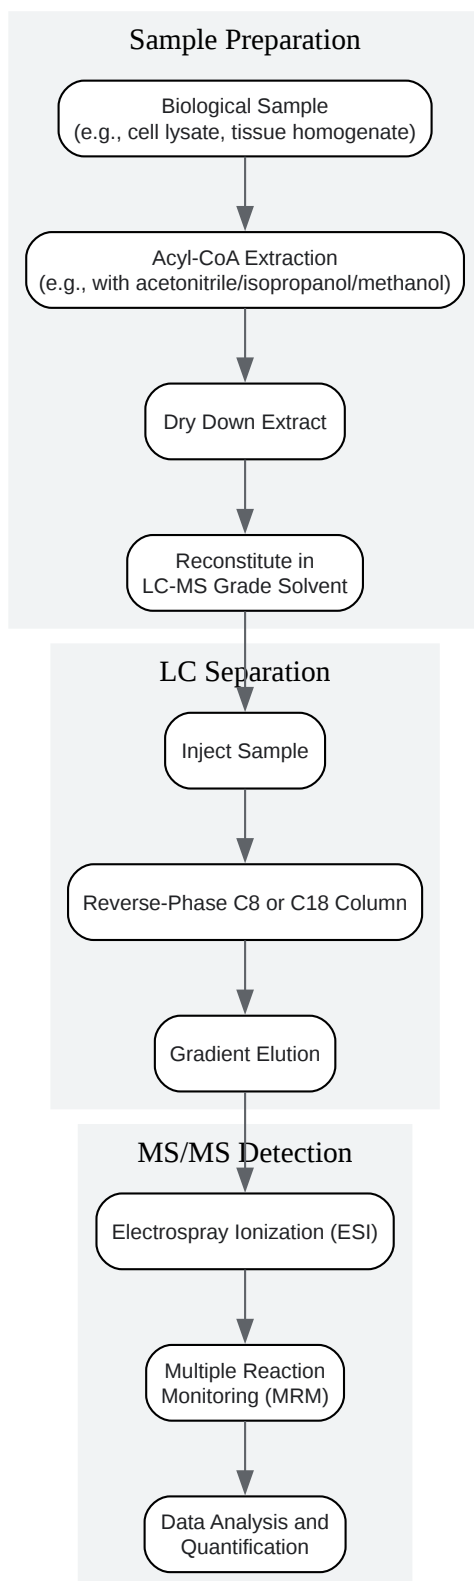 Sample Preparation
Biological Sample
(e.g., cell lysate, tissue homogenate)
Acyl-CoA Extraction
(e.g., with acetonitrile/isopropanol/methanol)
Dry Down Extract
Reconstitute in
LC-MS Grade Solvent
LC Separation
Inject Sample
Reverse-Phase C8 or C18 Column
Gradient Elution
MS/MS Detection
Electrospray Ionization (ESI)
Multiple Reaction
Monitoring (MRM)
Data Analysis and
Quantification